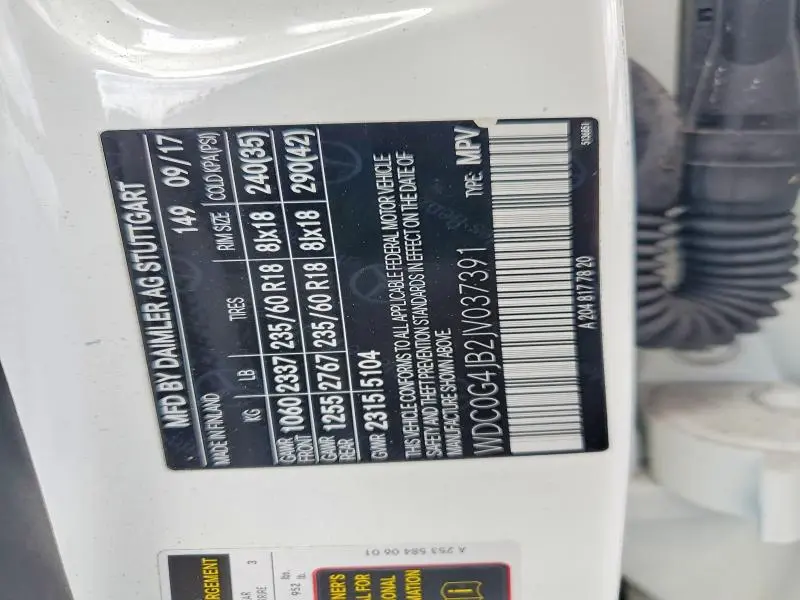 MFD BY DAIMLER AG STUTTGART
MADE IN FINLAND 149 09/17
KG LB TIRES RIM SIZE COLD KPA(PSI)
GAWR FRONT 1060 2337 235/60 R18 8Jx18 240(35)
GAWR REAR 1255 2767 235/60 R18 8Jx18 290(42)
GVWR 2315 5104
THIS VEHICLE CONFORMS TO ALL APPLICABLE FEDERAL MOTOR VEHICLE
SAFETY AND THEFT PREVENTION STANDARDS IN EFFECT ON THE DATE OF
MANUFACTURE SHOWN ABOVE.
WDC0G4JB2JV037391 TYPE: MPV
A 204 817 78 20
A 253 584 06 01
3
lbs.
952 lb.